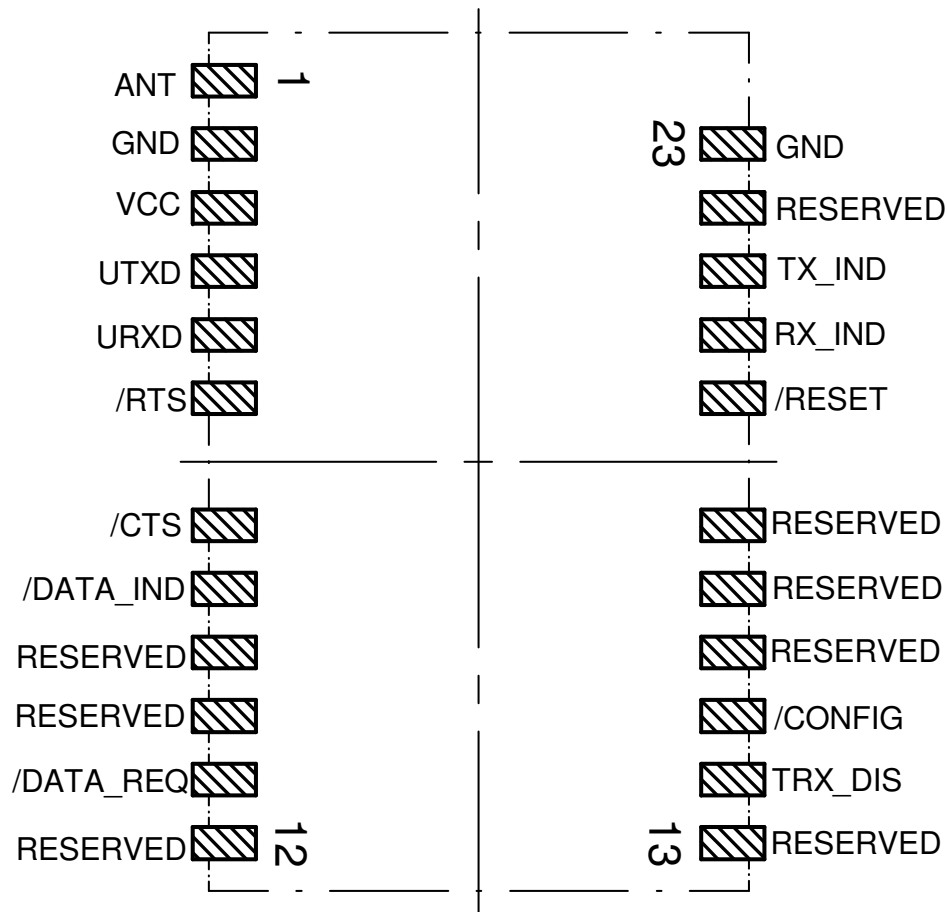 ANT 1
GND 23 GND
VCC RESERVED
UTXD TX_IND
URXD RX_IND
/RTS /RESET
/CTS RESERVED
/DATA_IND RESERVED
RESERVED RESERVED
RESERVED /CONFIG
/DATA_REQ TRX_DIS
RESERVED 12 13 RESERVED